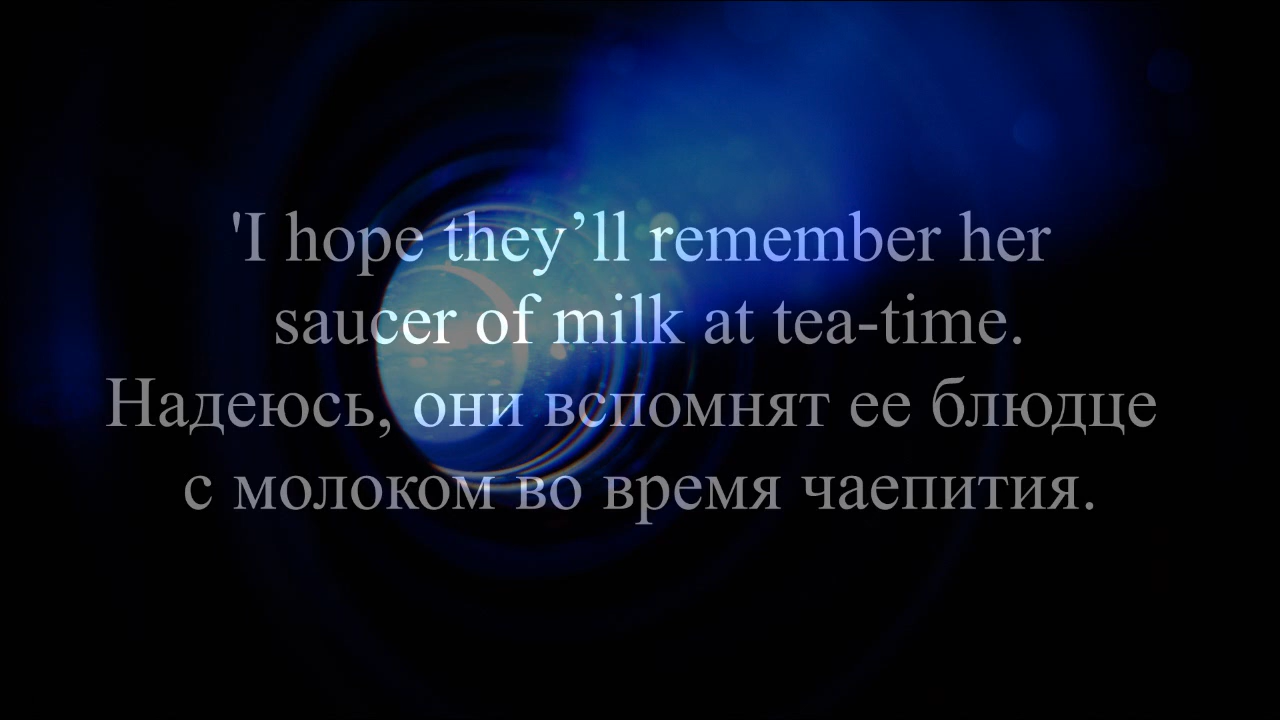 'I hope they’ll remember her
saucer of milk at tea-time.
Надеюсь, они вспомнят ее блюдце
с молоком во время чаепития.